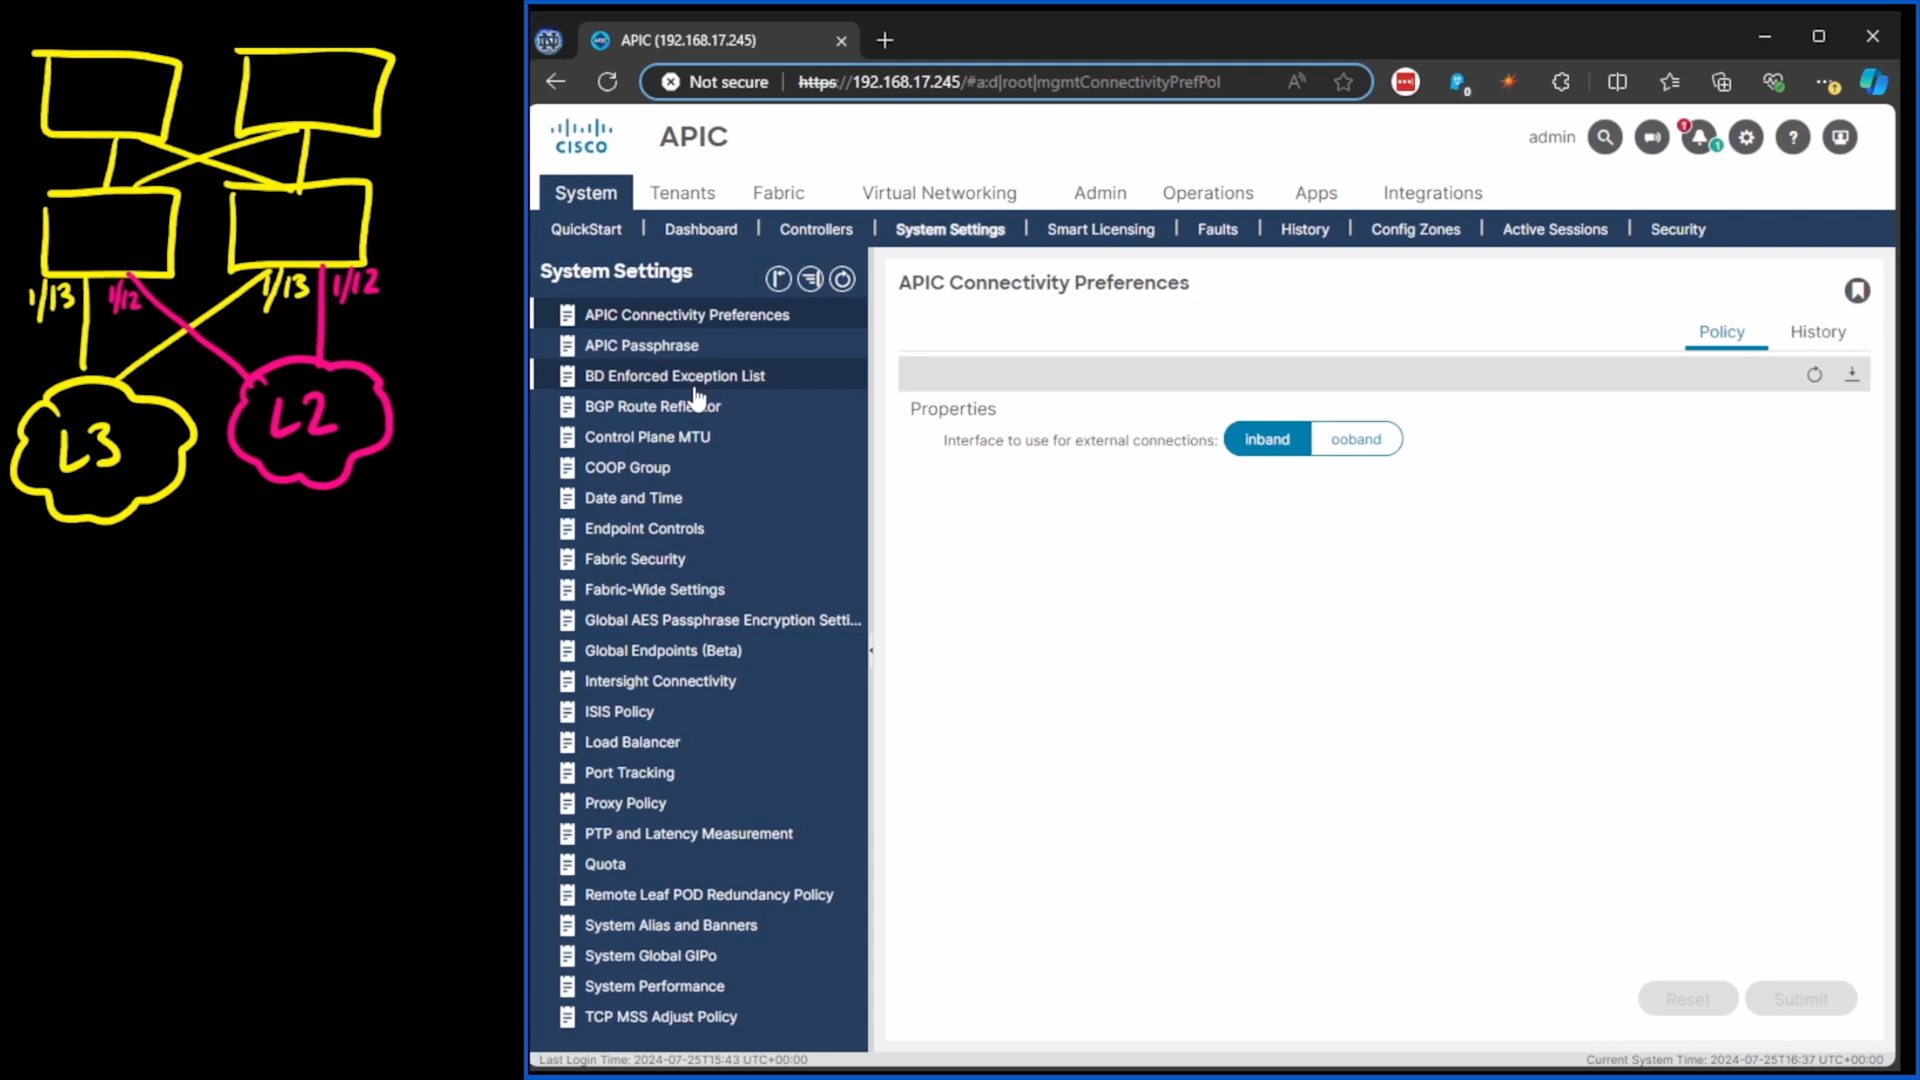 1/13
1/12
1/13
1/12
L3
L2
APIC (192.168.17.245)
Not secure
https://192.168.17.245/#a:d|root|mgmtConnectivityPrefPol
0
CISCO
APIC
admin
1
1
?
System
Tenants
Fabric
Virtual Networking
Admin
Operations
Apps
Integrations
QuickStart
Dashboard
Controllers
System Settings
Smart Licensing
Faults
History
Config Zones
Active Sessions
Security
System Settings
APIC Connectivity Preferences
APIC Passphrase
BD Enforced Exception List
BGP Route Reflector
Control Plane MTU
COOP Group
Date and Time
Endpoint Controls
Fabric Security
Fabric-Wide Settings
Global AES Passphrase Encryption Setti...
Global Endpoints (Beta)
Intersight Connectivity
ISIS Policy
Load Balancer
Port Tracking
Proxy Policy
PTP and Latency Measurement
Quota
Remote Leaf POD Redundancy Policy
System Alias and Banners
System Global GIPo
System Performance
TCP MSS Adjust Policy
APIC Connectivity Preferences
Policy
History
Properties
Interface to use for external connections:
inband
ooband
Reset
Submit
Last Login Time: 2024-07-25T15:43 UTC+00:00
Current System Time: 2024-07-25T16:37 UTC+00:00